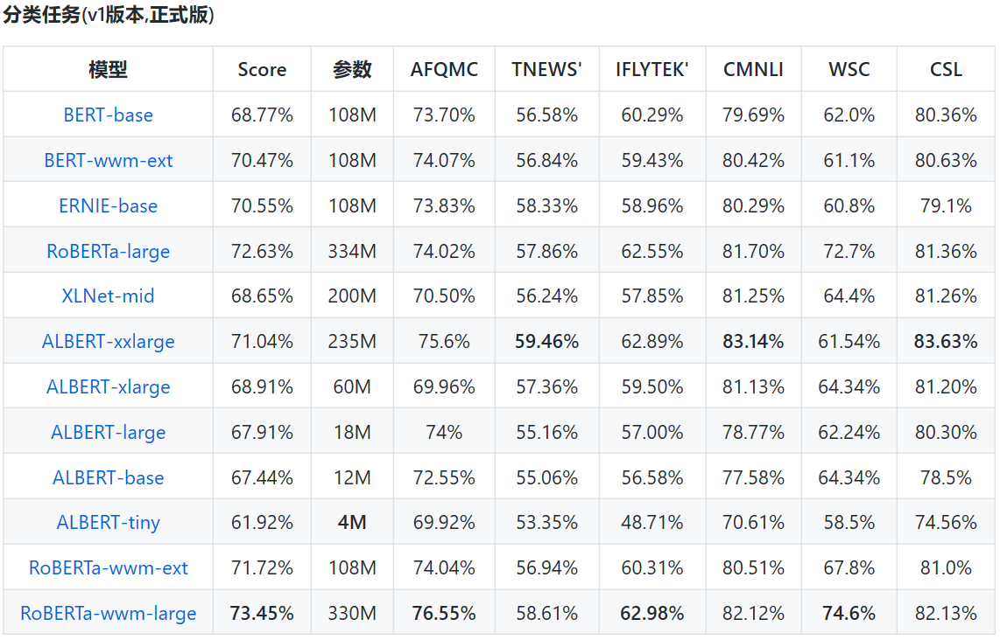 分类任务(v1版本,正式版)
模型 Score 参数 AFQMC TNEWS' IFLYTEK' CMNLI WSC CSL
BERT-base 68.77% 108M 73.70% 56.58% 60.29% 79.69% 62.0% 80.36%
BERT-wwm-ext 70.47% 108M 74.07% 56.84% 59.43% 80.42% 61.1% 80.63%
ERNIE-base 70.55% 108M 73.83% 58.33% 58.96% 80.29% 60.8% 79.1%
RoBERTa-large 72.63% 334M 74.02% 57.86% 62.55% 81.70% 72.7% 81.36%
XLNet-mid 68.65% 200M 70.50% 56.24% 57.85% 81.25% 64.4% 81.26%
ALBERT-xxlarge 71.04% 235M 75.6% 59.46% 62.89% 83.14% 61.54% 83.63%
ALBERT-xlarge 68.91% 60M 69.96% 57.36% 59.50% 81.13% 64.34% 81.20%
ALBERT-large 67.91% 18M 74% 55.16% 57.00% 78.77% 62.24% 80.30%
ALBERT-base 67.44% 12M 72.55% 55.06% 56.58% 77.58% 64.34% 78.5%
ALBERT-tiny 61.92% 4M 69.92% 53.35% 48.71% 70.61% 58.5% 74.56%
RoBERTa-wwm-ext 71.72% 108M 74.04% 56.94% 60.31% 80.51% 67.8% 81.0%
RoBERTa-wwm-large 73.45% 330M 76.55% 58.61% 62.98% 82.12% 74.6% 82.13%